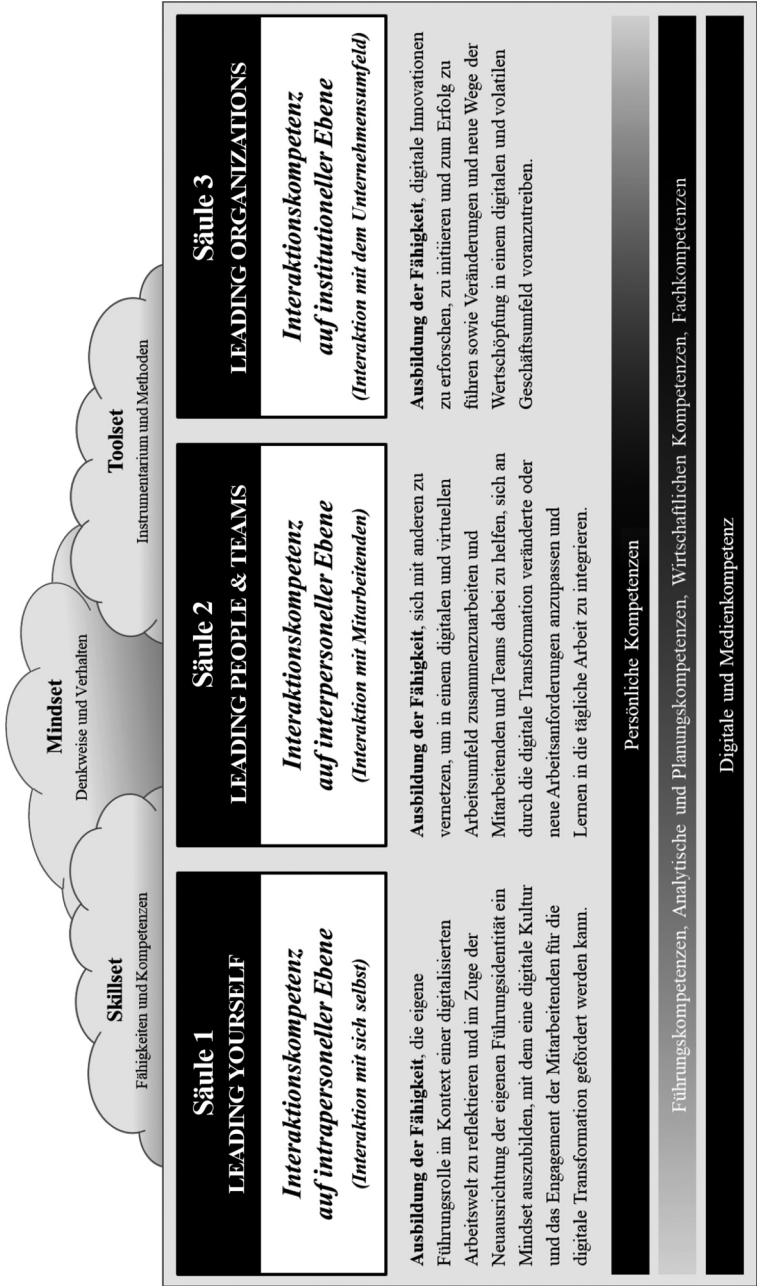 Mindset
Denkweise und Verhalten
Skillset
Fähigkeiten und Kompetenzen
Toolset
Instrumentarium und Methoden
Säule 1
LEADING YOURSELF
Interaktionskompetenz
auf intrapersoneller Ebene
(Interaktion mit sich selbst)
Ausbildung der Fähigkeit, die eigene
Führungsrolle im Kontext einer digitalisierten
Arbeitswelt zu reflektieren und im Zuge der
Neuausrichtung der eigenen Führungsidentität ein
Mindset auszubilden, mit dem eine digitale Kultur
und das Engagement der Mitarbeitenden für die
digitale Transformation gefördert werden kann.
Säule 2
LEADING PEOPLE & TEAMS
Interaktionskompetenz
auf interpersoneller Ebene
(Interaktion mit Mitarbeitenden)
Ausbildung der Fähigkeit, sich mit anderen zu
vernetzen, um in einem digitalen und virtuellen
Arbeitsumfeld zusammenzuarbeiten und
Mitarbeitenden und Teams dabei zu helfen, sich an
durch die digitale Transformation veränderte oder
neue Arbeitsanforderungen anzupassen und
Lernen in die tägliche Arbeit zu integrieren.
Säule 3
LEADING ORGANIZATIONS
Interaktionskompetenz
auf institutioneller Ebene
(Interaktion mit dem Unternehmensumfeld)
Ausbildung der Fähigkeit, digitale Innovationen
zu erforschen, zu initiieren und zum Erfolg zu
führen sowie Veränderungen und neue Wege der
Wertschöpfung in einem digitalen und volatilen
Geschäftsumfeld voranzutreiben.
Persönliche Kompetenzen
Führungskompetenzen, Analytische und Planungskompetenzen, Wirtschaftlichen Kompetenzen, Fachkompetenzen
Digitale und Medienkompetenz